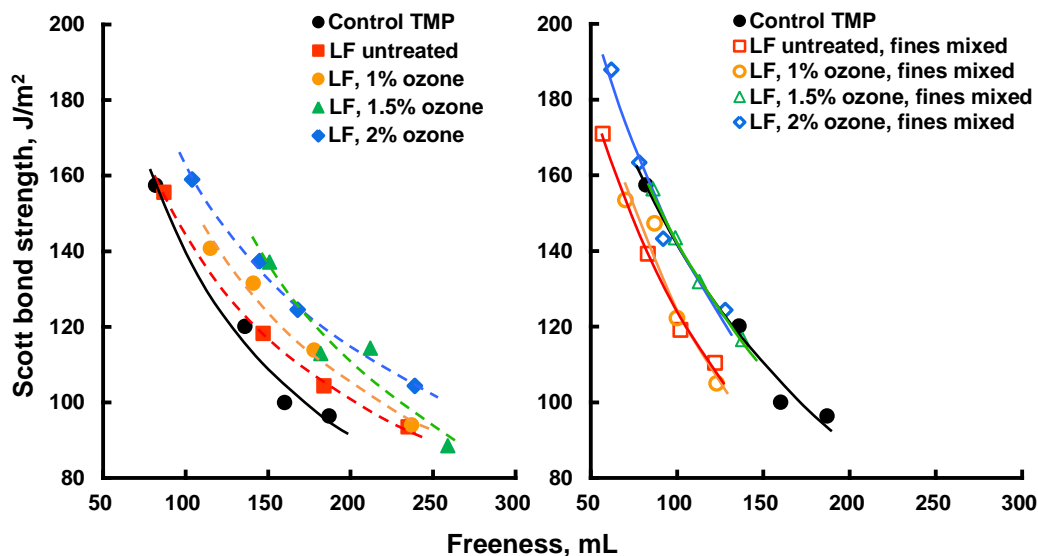 Scott bond strength, J/m²
200
180
160
140
120
100
80
50
100
150
200
250
300
Control TMP
LF untreated
LF, 1% ozone
LF, 1.5% ozone
LF, 2% ozone
200
180
160
140
120
100
80
50
100
150
200
250
300
Control TMP
LF untreated, fines mixed
LF, 1% ozone, fines mixed
LF, 1.5% ozone, fines mixed
LF, 2% ozone, fines mixed
Freeness, mL